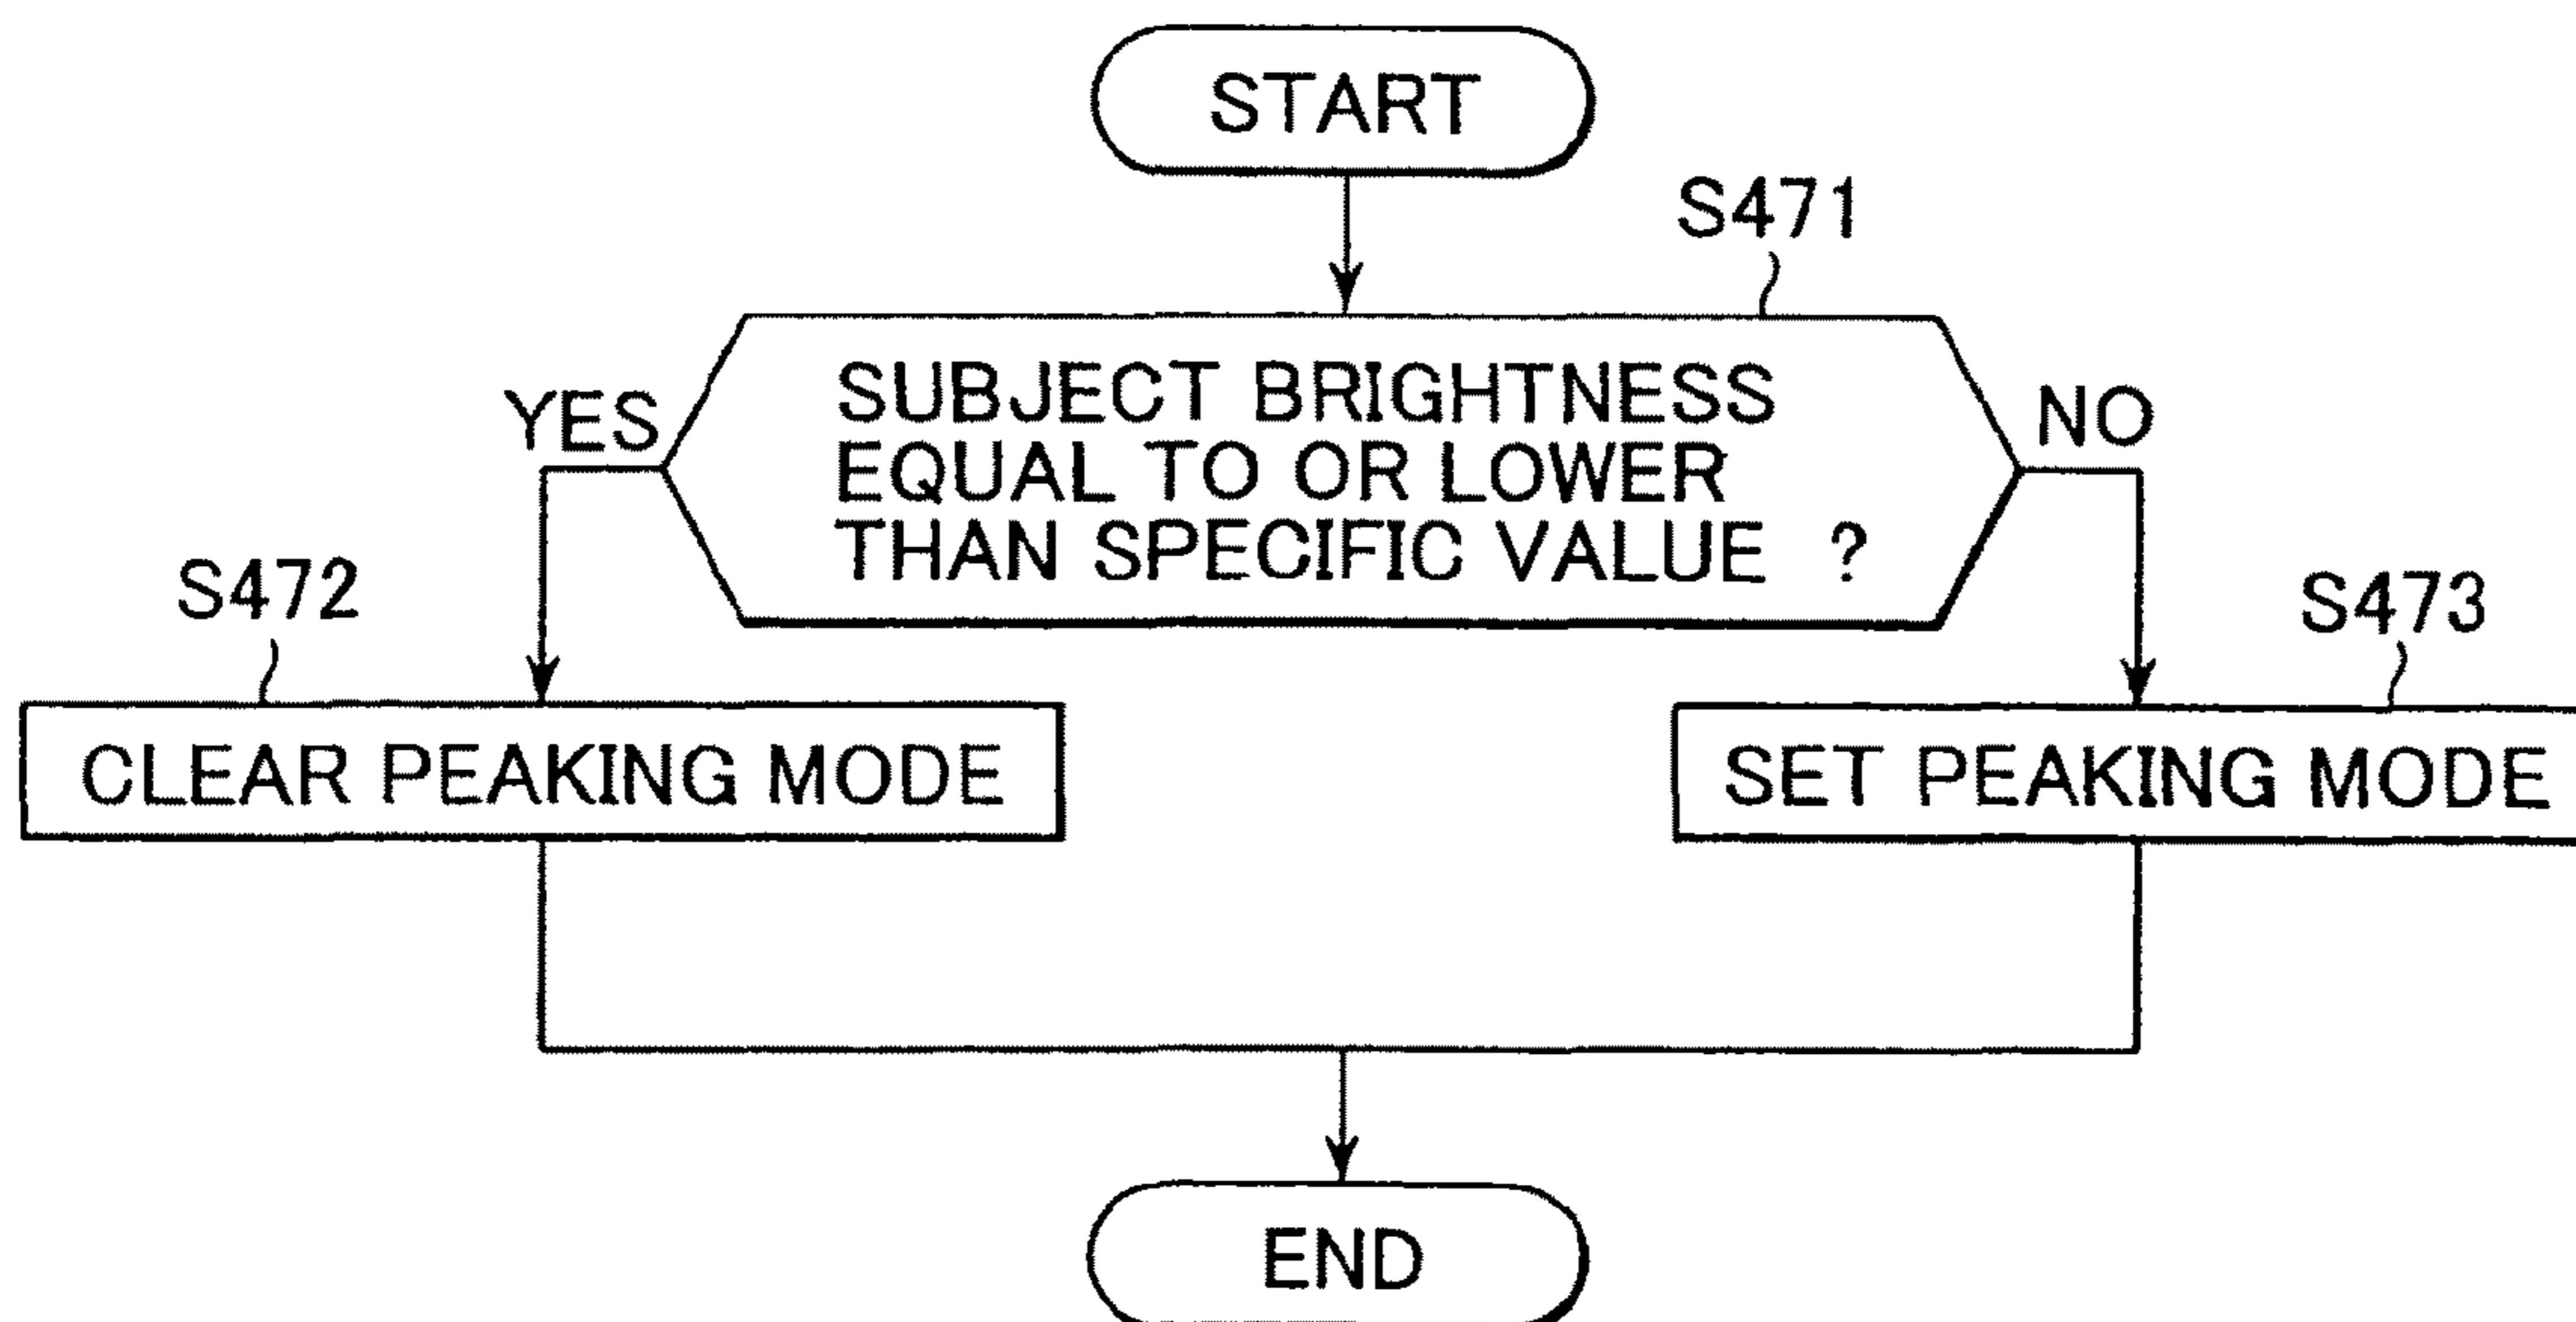 START
S471
SUBJECT BRIGHTNESS
EQUAL TO OR LOWER
THAN SPECIFIC VALUE ?
YES
NO
S472
S473
CLEAR PEAKING MODE
SET PEAKING MODE
END